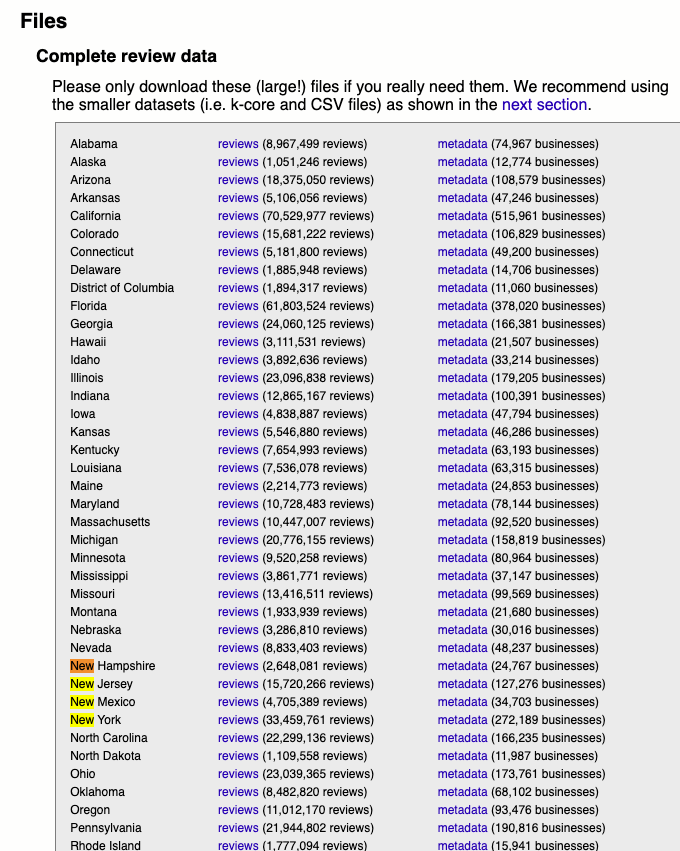 Files
Complete review data
Please only download these (large!) files if you really need them. We recommend using
the smaller datasets (i.e. k-core and CSV files) as shown in the next section.
Alabama reviews (8,967,499 reviews) metadata (74,967 businesses)
Alaska reviews (1,051,246 reviews) metadata (12,774 businesses)
Arizona reviews (18,375,050 reviews) metadata (108,579 businesses)
Arkansas reviews (5,106,056 reviews) metadata (47,246 businesses)
California reviews (70,529,977 reviews) metadata (515,961 businesses)
Colorado reviews (15,681,222 reviews) metadata (106,829 businesses)
Connecticut reviews (5,181,800 reviews) metadata (49,200 businesses)
Delaware reviews (1,885,948 reviews) metadata (14,706 businesses)
District of Columbia reviews (1,894,317 reviews) metadata (11,060 businesses)
Florida reviews (61,803,524 reviews) metadata (378,020 businesses)
Georgia reviews (24,060,125 reviews) metadata (166,381 businesses)
Hawaii reviews (3,111,531 reviews) metadata (21,507 businesses)
Idaho reviews (3,892,636 reviews) metadata (33,214 businesses)
Illinois reviews (23,096,838 reviews) metadata (179,205 businesses)
Indiana reviews (12,865,167 reviews) metadata (100,391 businesses)
Iowa reviews (4,838,887 reviews) metadata (47,794 businesses)
Kansas reviews (5,546,880 reviews) metadata (46,286 businesses)
Kentucky reviews (7,654,993 reviews) metadata (63,193 businesses)
Louisiana reviews (7,536,078 reviews) metadata (63,315 businesses)
Maine reviews (2,214,773 reviews) metadata (24,853 businesses)
Maryland reviews (10,728,483 reviews) metadata (78,144 businesses)
Massachusetts reviews (10,447,007 reviews) metadata (92,520 businesses)
Michigan reviews (20,776,155 reviews) metadata (158,819 businesses)
Minnesota reviews (9,520,258 reviews) metadata (80,964 businesses)
Mississippi reviews (3,861,771 reviews) metadata (37,147 businesses)
Missouri reviews (13,416,511 reviews) metadata (99,569 businesses)
Montana reviews (1,933,939 reviews) metadata (21,680 businesses)
Nebraska reviews (3,286,810 reviews) metadata (30,016 businesses)
Nevada reviews (8,833,403 reviews) metadata (48,237 businesses)
New Hampshire reviews (2,648,081 reviews) metadata (24,767 businesses)
New Jersey reviews (15,720,266 reviews) metadata (127,276 businesses)
New Mexico reviews (4,705,389 reviews) metadata (34,703 businesses)
New York reviews (33,459,761 reviews) metadata (272,189 businesses)
North Carolina reviews (22,299,136 reviews) metadata (166,235 businesses)
North Dakota reviews (1,109,558 reviews) metadata (11,987 businesses)
Ohio reviews (23,039,365 reviews) metadata (173,761 businesses)
Oklahoma reviews (8,482,820 reviews) metadata (68,102 businesses)
Oregon reviews (11,012,170 reviews) metadata (93,476 businesses)
Pennsylvania reviews (21,944,802 reviews) metadata (190,816 businesses)
Rhode Island reviews (1,777,094 reviews) metadata (15,941 businesses)